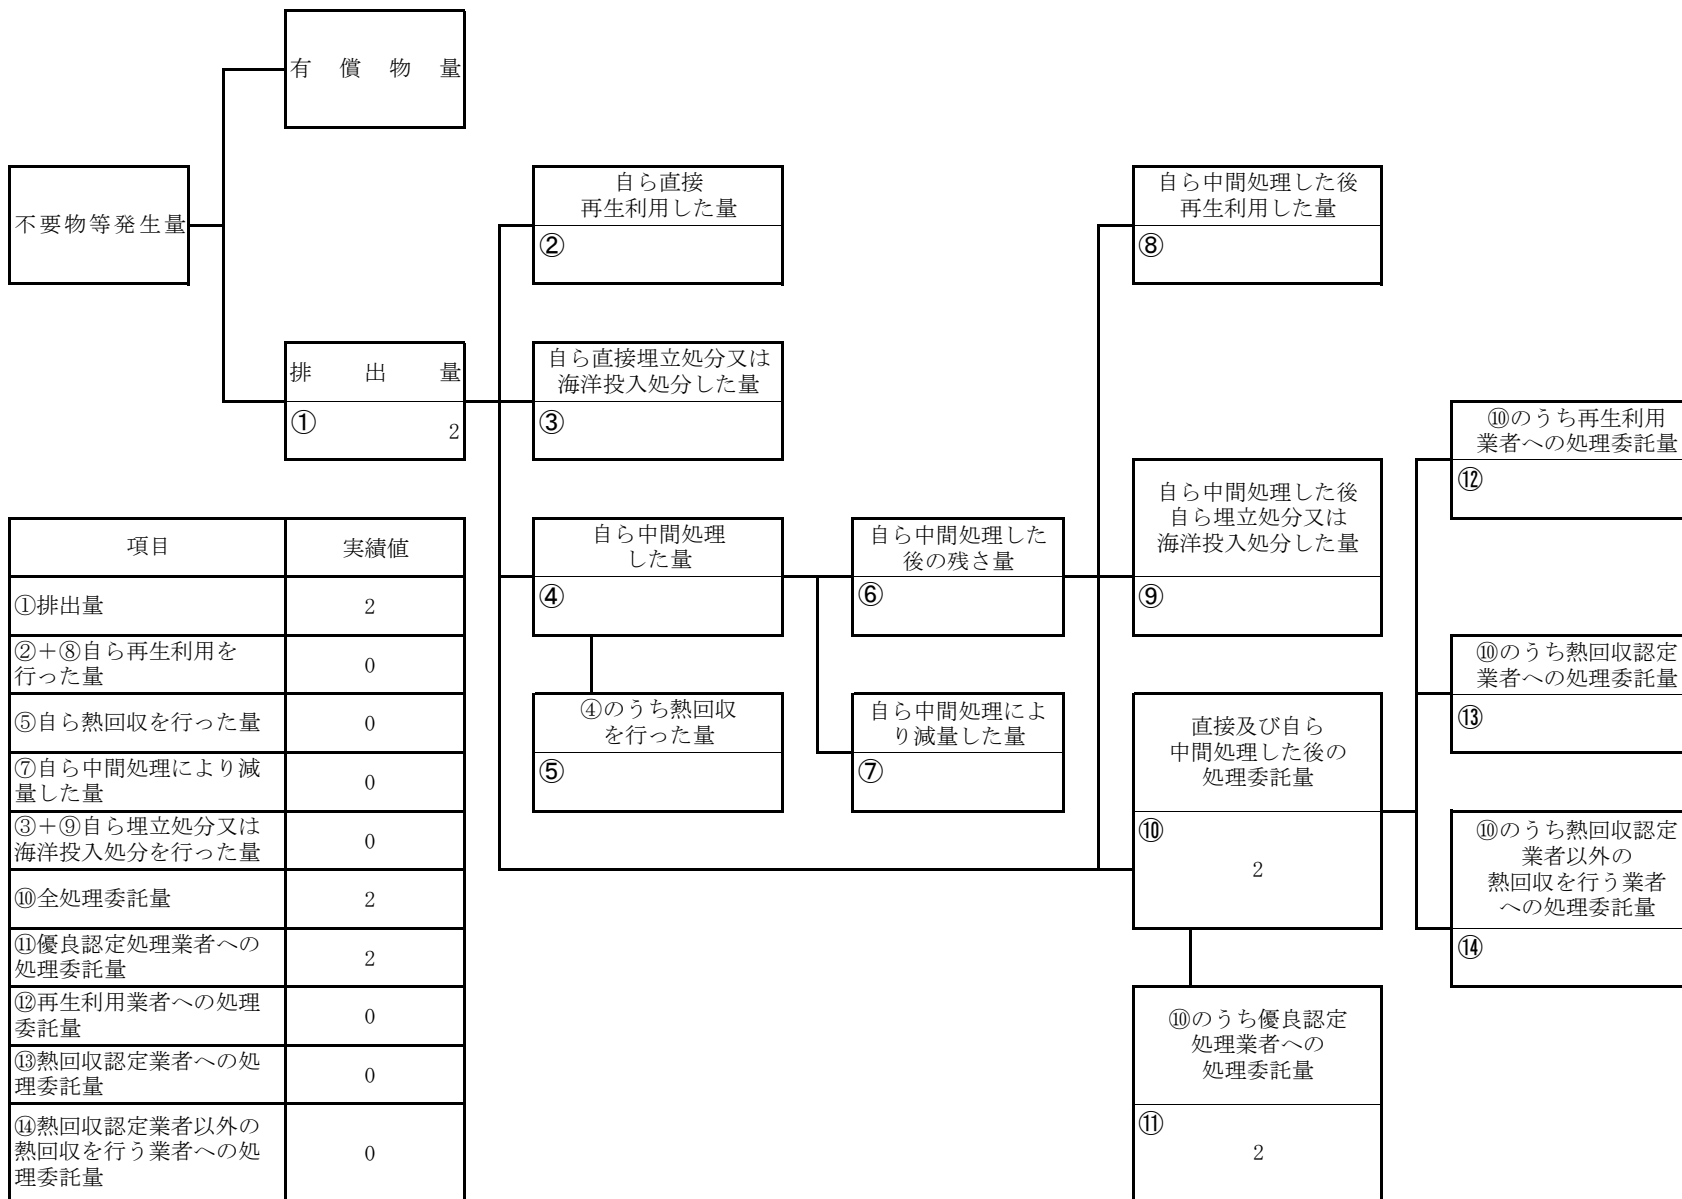 有償物量
不要物等発生量
排出量
①
2
自ら直接
再生利用した量
②
自ら直接埋立処分又は
海洋投入処分した量
③
自ら中間処理
した量
④
④のうち熱回収
を行った量
⑤
自ら中間処理した
後の残さ量
⑥
自ら中間処理によ
り減量した量
⑦
自ら中間処理した後
再生利用した量
⑧
自ら中間処理した後
自ら埋立処分又は
海洋投入処分した量
⑨
直接及び自ら
中間処理した後の
処理委託量
⑩
2
⑩のうち優良認定
処理業者への
処理委託量
⑪
2
⑩のうち再生利用
業者への処理委託量
⑫
⑩のうち熱回収認定
業者への処理委託量
⑬
⑩のうち熱回収認定
業者以外の
熱回収を行う業者
への処理委託量
⑭
項目 実績値
①排出量 2
②＋⑧自ら再生利用を
行った量 0
⑤自ら熱回収を行った量 0
⑦自ら中間処理により減
量した量 0
③＋⑨自ら埋立処分又は
海洋投入処分を行った量 0
⑩全処理委託量 2
⑪優良認定処理業者への
処理委託量 2
⑫再生利用業者への処理
委託量 0
⑬熱回収認定業者への処
理委託量 0
⑭熱回収認定業者以外の
熱回収を行う業者への処 0
理委託量